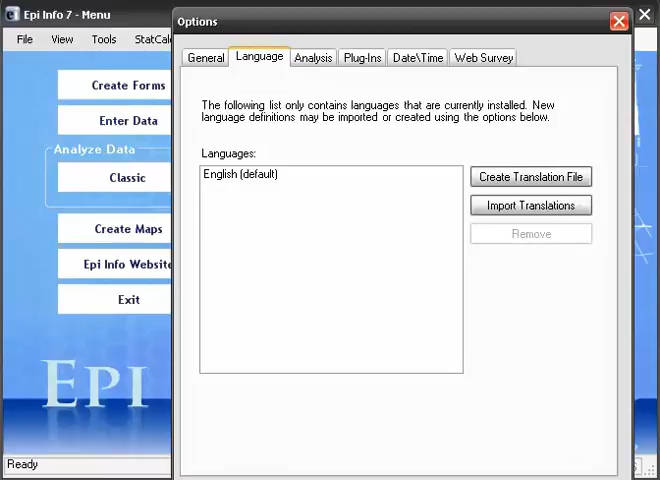 Epi Info 7 - Menu
File View Tools StatCalc
Create Forms
Enter Data
Analyze Data
Classic
Create Maps
Epi Info Website
Exit
EPI
Ready
Options
General Language Analysis Plug-Ins Date\Time Web Survey
The following list only contains languages that are currently installed. New
language definitions may be imported or created using the options below.
Languages:
English (default)
Create Translation File
Import Translations
Remove